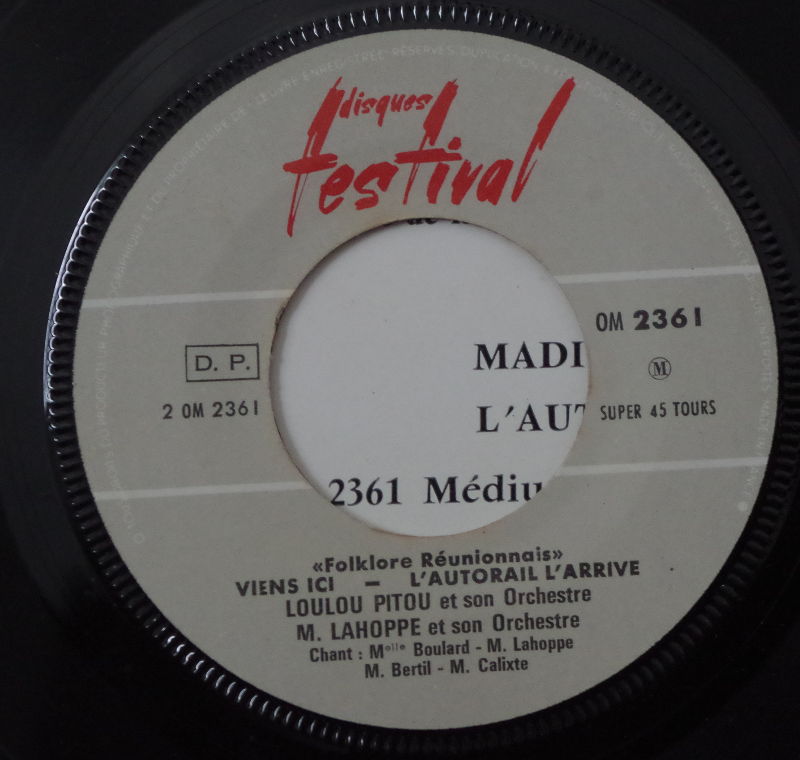 disques
festival
OM 2361
D. P.
M
2 OM 2361
SUPER 45 TOURS
MADI
L'AUT
2361 Médiu
«Folklore Réunionnais»
VIENS ICI – L'AUTORAIL L'ARRIVE
LOULOU PITOU et son Orchestre
M. LAHOPPE et son Orchestre
Chant : Melle Boulard - M. Lahoppe
M. Bertil - M. Calixte